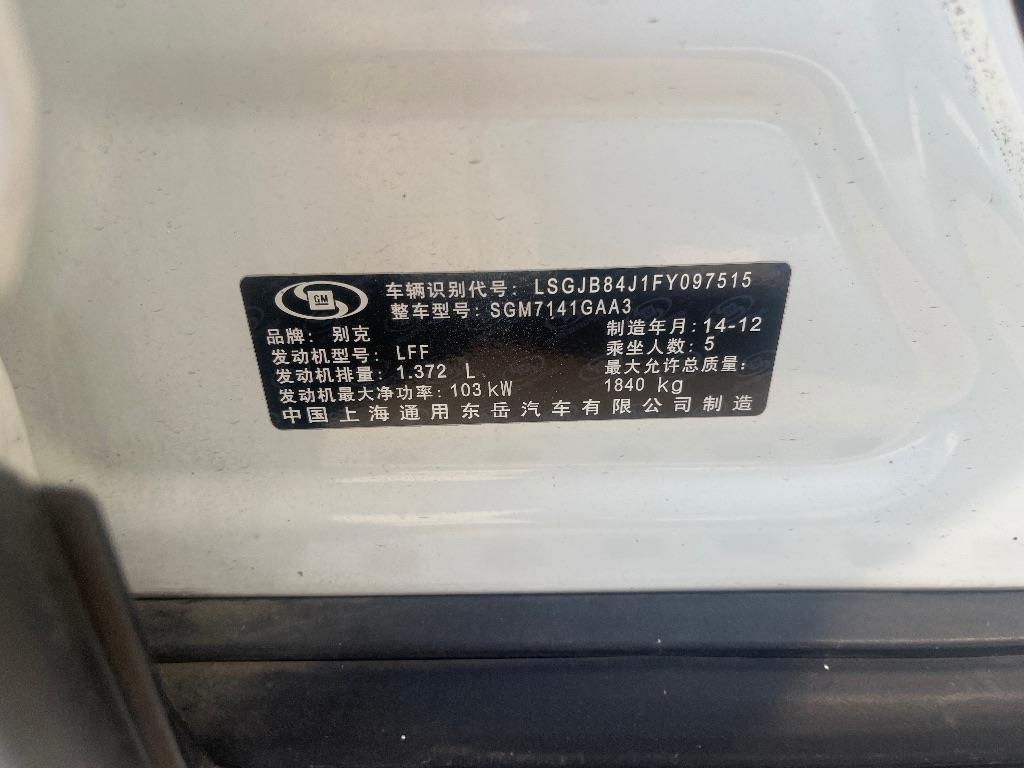 GM
车辆识别代号: LSGJB84J1FY097515
整车型号: SGM7141GAA3
品牌: 别克 制造年月: 14-12
发动机型号: LFF 乘坐人数: 5
发动机排量: 1.372 L 最大允许总质量:
发动机最大净功率: 103 kW 1840 kg
中国上海通用东岳汽车有限公司制造